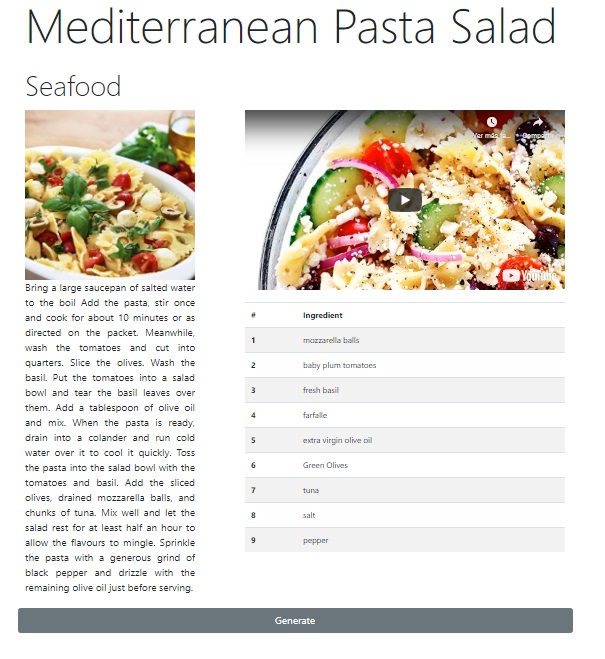 Mediterranean Pasta Salad
Seafood
Ver más ta...
Compartir
YouTube
Bring a large saucepan of salted water
to the boil Add the pasta, stir once
and cook for about 10 minutes or as
directed on the packet. Meanwhile,
wash the tomatoes and cut into
quarters. Slice the olives. Wash the
basil. Put the tomatoes into a salad
bowl and tear the basil leaves over
them. Add a tablespoon of olive oil
and mix. When the pasta is ready,
drain into a colander and run cold
water over it to cool it quickly. Toss
the pasta into the salad bowl with the
tomatoes and basil. Add the sliced
olives, drained mozzarella balls, and
chunks of tuna. Mix well and let the
salad rest for at least half an hour to
allow the flavours to mingle. Sprinkle
the pasta with a generous grind of
black pepper and drizzle with the
remaining olive oil just before serving.
# Ingredient
1 mozzarella balls
2 baby plum tomatoes
3 fresh basil
4 farfalle
5 extra virgin olive oil
6 Green Olives
7 tuna
8 salt
9 pepper
Generate